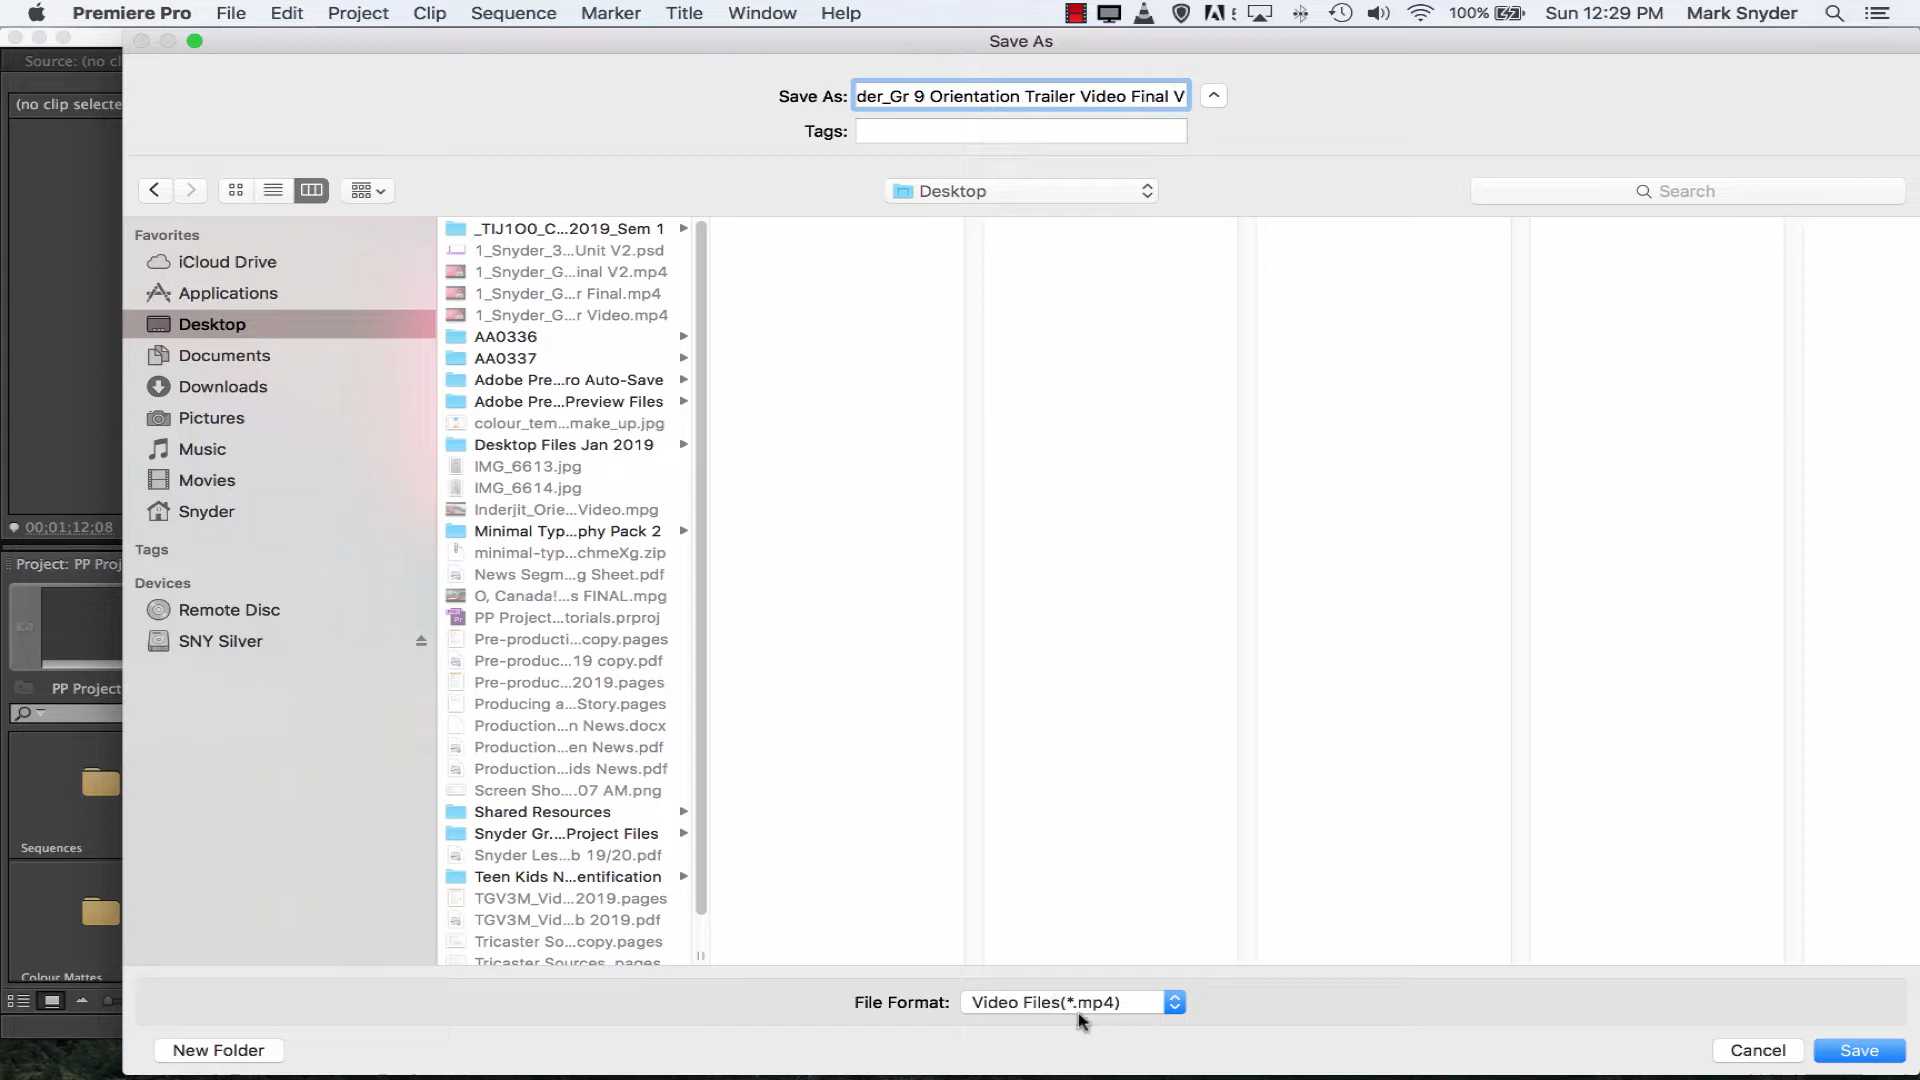 Premiere Pro File Edit Project Clip Sequence Marker Title Window Help 5 100% Sun 12:29 PM Mark Snyder
Save As
Source: (no cl
(no clip selecte
Save As: der_Gr 9 Orientation Trailer Video Final V
Tags:
Desktop
Search
Favorites
iCloud Drive
Applications
Desktop
Documents
Downloads
Pictures
Music
Movies
Snyder
Tags
Devices
Remote Disc
SNY Silver
_TIJ1O0_C...2019_Sem 1
1_Snyder_3...Unit V2.psd
1_Snyder_G...inal V2.mp4
1_Snyder_G...r Final.mp4
1_Snyder_G...r Video.mp4
AA0336
AA0337
Adobe Pre...ro Auto-Save
Adobe Pre...Preview Files
colour_tem...make_up.jpg
Desktop Files Jan 2019
IMG_6613.jpg
IMG_6614.jpg
Inderjit_Orie...Video.mpg
Minimal Typ...phy Pack 2
minimal-typ...chmeXg.zip
News Segm...g Sheet.pdf
O, Canada!...s FINAL.mpg
PP Project...torials.prproj
Pre-producti...copy.pages
Pre-produc...19 copy.pdf
Pre-produc...2019.pages
Producing a...Story.pages
Production...n News.docx
Production...en News.pdf
Production...ids News.pdf
Screen Sho....07 AM.png
Shared Resources
Snyder Gr....Project Files
Snyder Les...b 19/20.pdf
Teen Kids N...entification
TGV3M_Vid...2019.pages
TGV3M_Vid...b 2019.pdf
Tricaster So...copy.pages
Tricaster Sources .pages
00;01;12;08
Project: PP Proj
PP Project
Sequences
Colour Mattes
File Format: Video Files(*.mp4)
New Folder
Cancel
Save